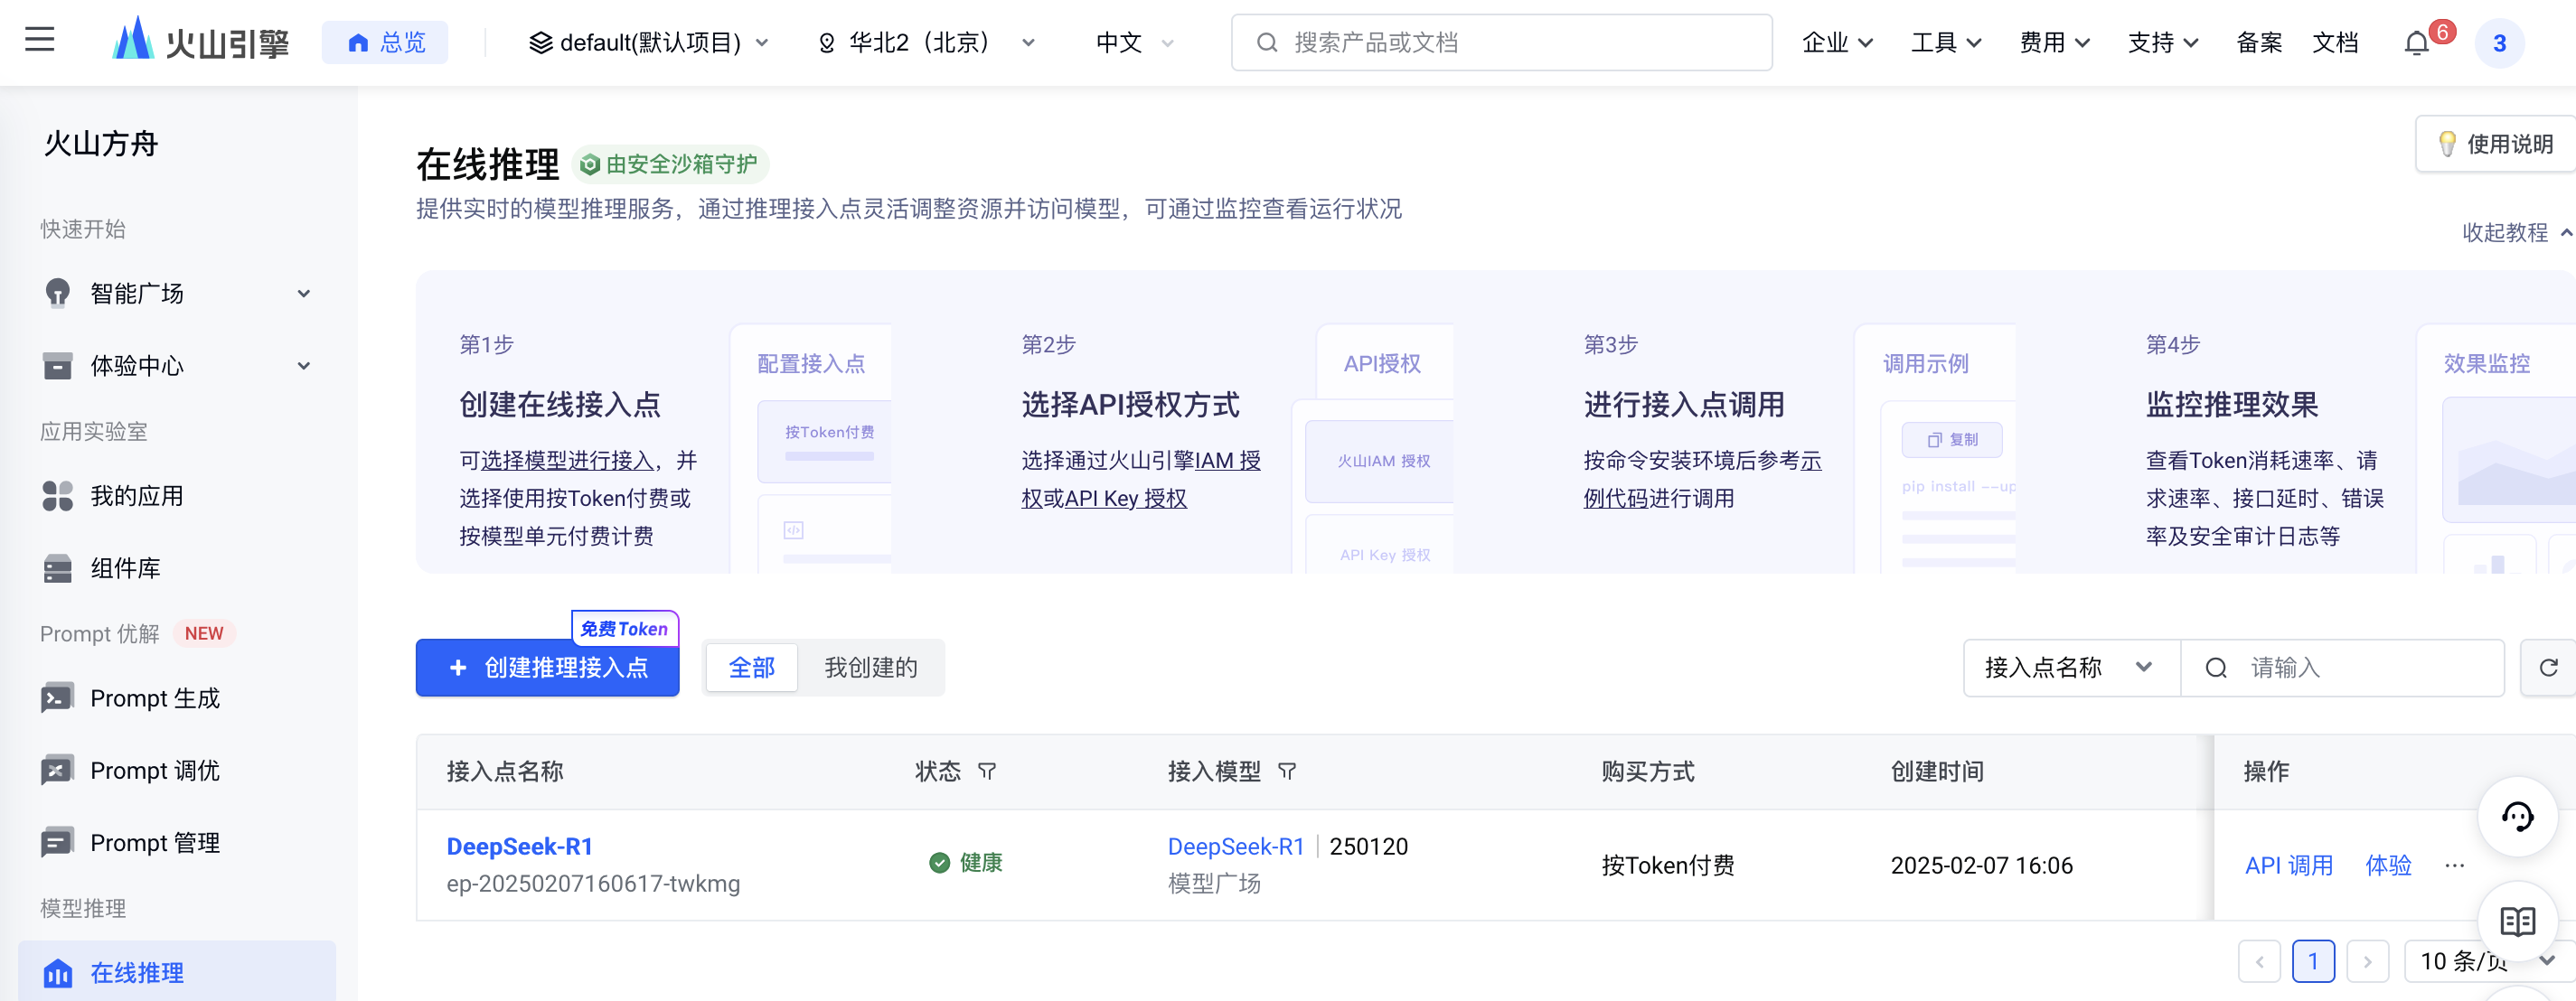 火山引擎
总览
default(默认项目)
华北2（北京）
中文
搜索产品或文档
企业
工具
费用
支持
备案
文档
6
3
火山方舟
快速开始
智能广场
体验中心
应用实验室
我的应用
组件库
Prompt 优解 NEW
Prompt 生成
Prompt 调优
Prompt 管理
模型推理
在线推理
在线推理
由安全沙箱守护
使用说明
提供实时的模型推理服务，通过推理接入点灵活调整资源并访问模型，可通过监控查看运行状况
收起教程
第1步
创建在线接入点
可选择模型进行接入，并
选择使用按Token付费或
按模型单元付费计费
配置接入点
按Token付费
第2步
选择API授权方式
选择通过火山引擎IAM 授
权或API Key 授权
API授权
火山IAM 授权
API Key 授权
第3步
进行接入点调用
按命令安装环境后参考示
例代码进行调用
调用示例
复制
pip install --up
第4步
监控推理效果
查看Token消耗速率、请
求速率、接口延时、错误
率及安全审计日志等
效果监控
免费Token
+ 创建推理接入点
全部
我创建的
接入点名称
请输入
接入点名称 状态 接入模型 购买方式 创建时间 操作
DeepSeek-R1
ep-20250207160617-twkmg
健康
DeepSeek-R1 | 250120
模型广场
按Token付费
2025-02-07 16:06
API 调用 体验 ···
1
10 条/页